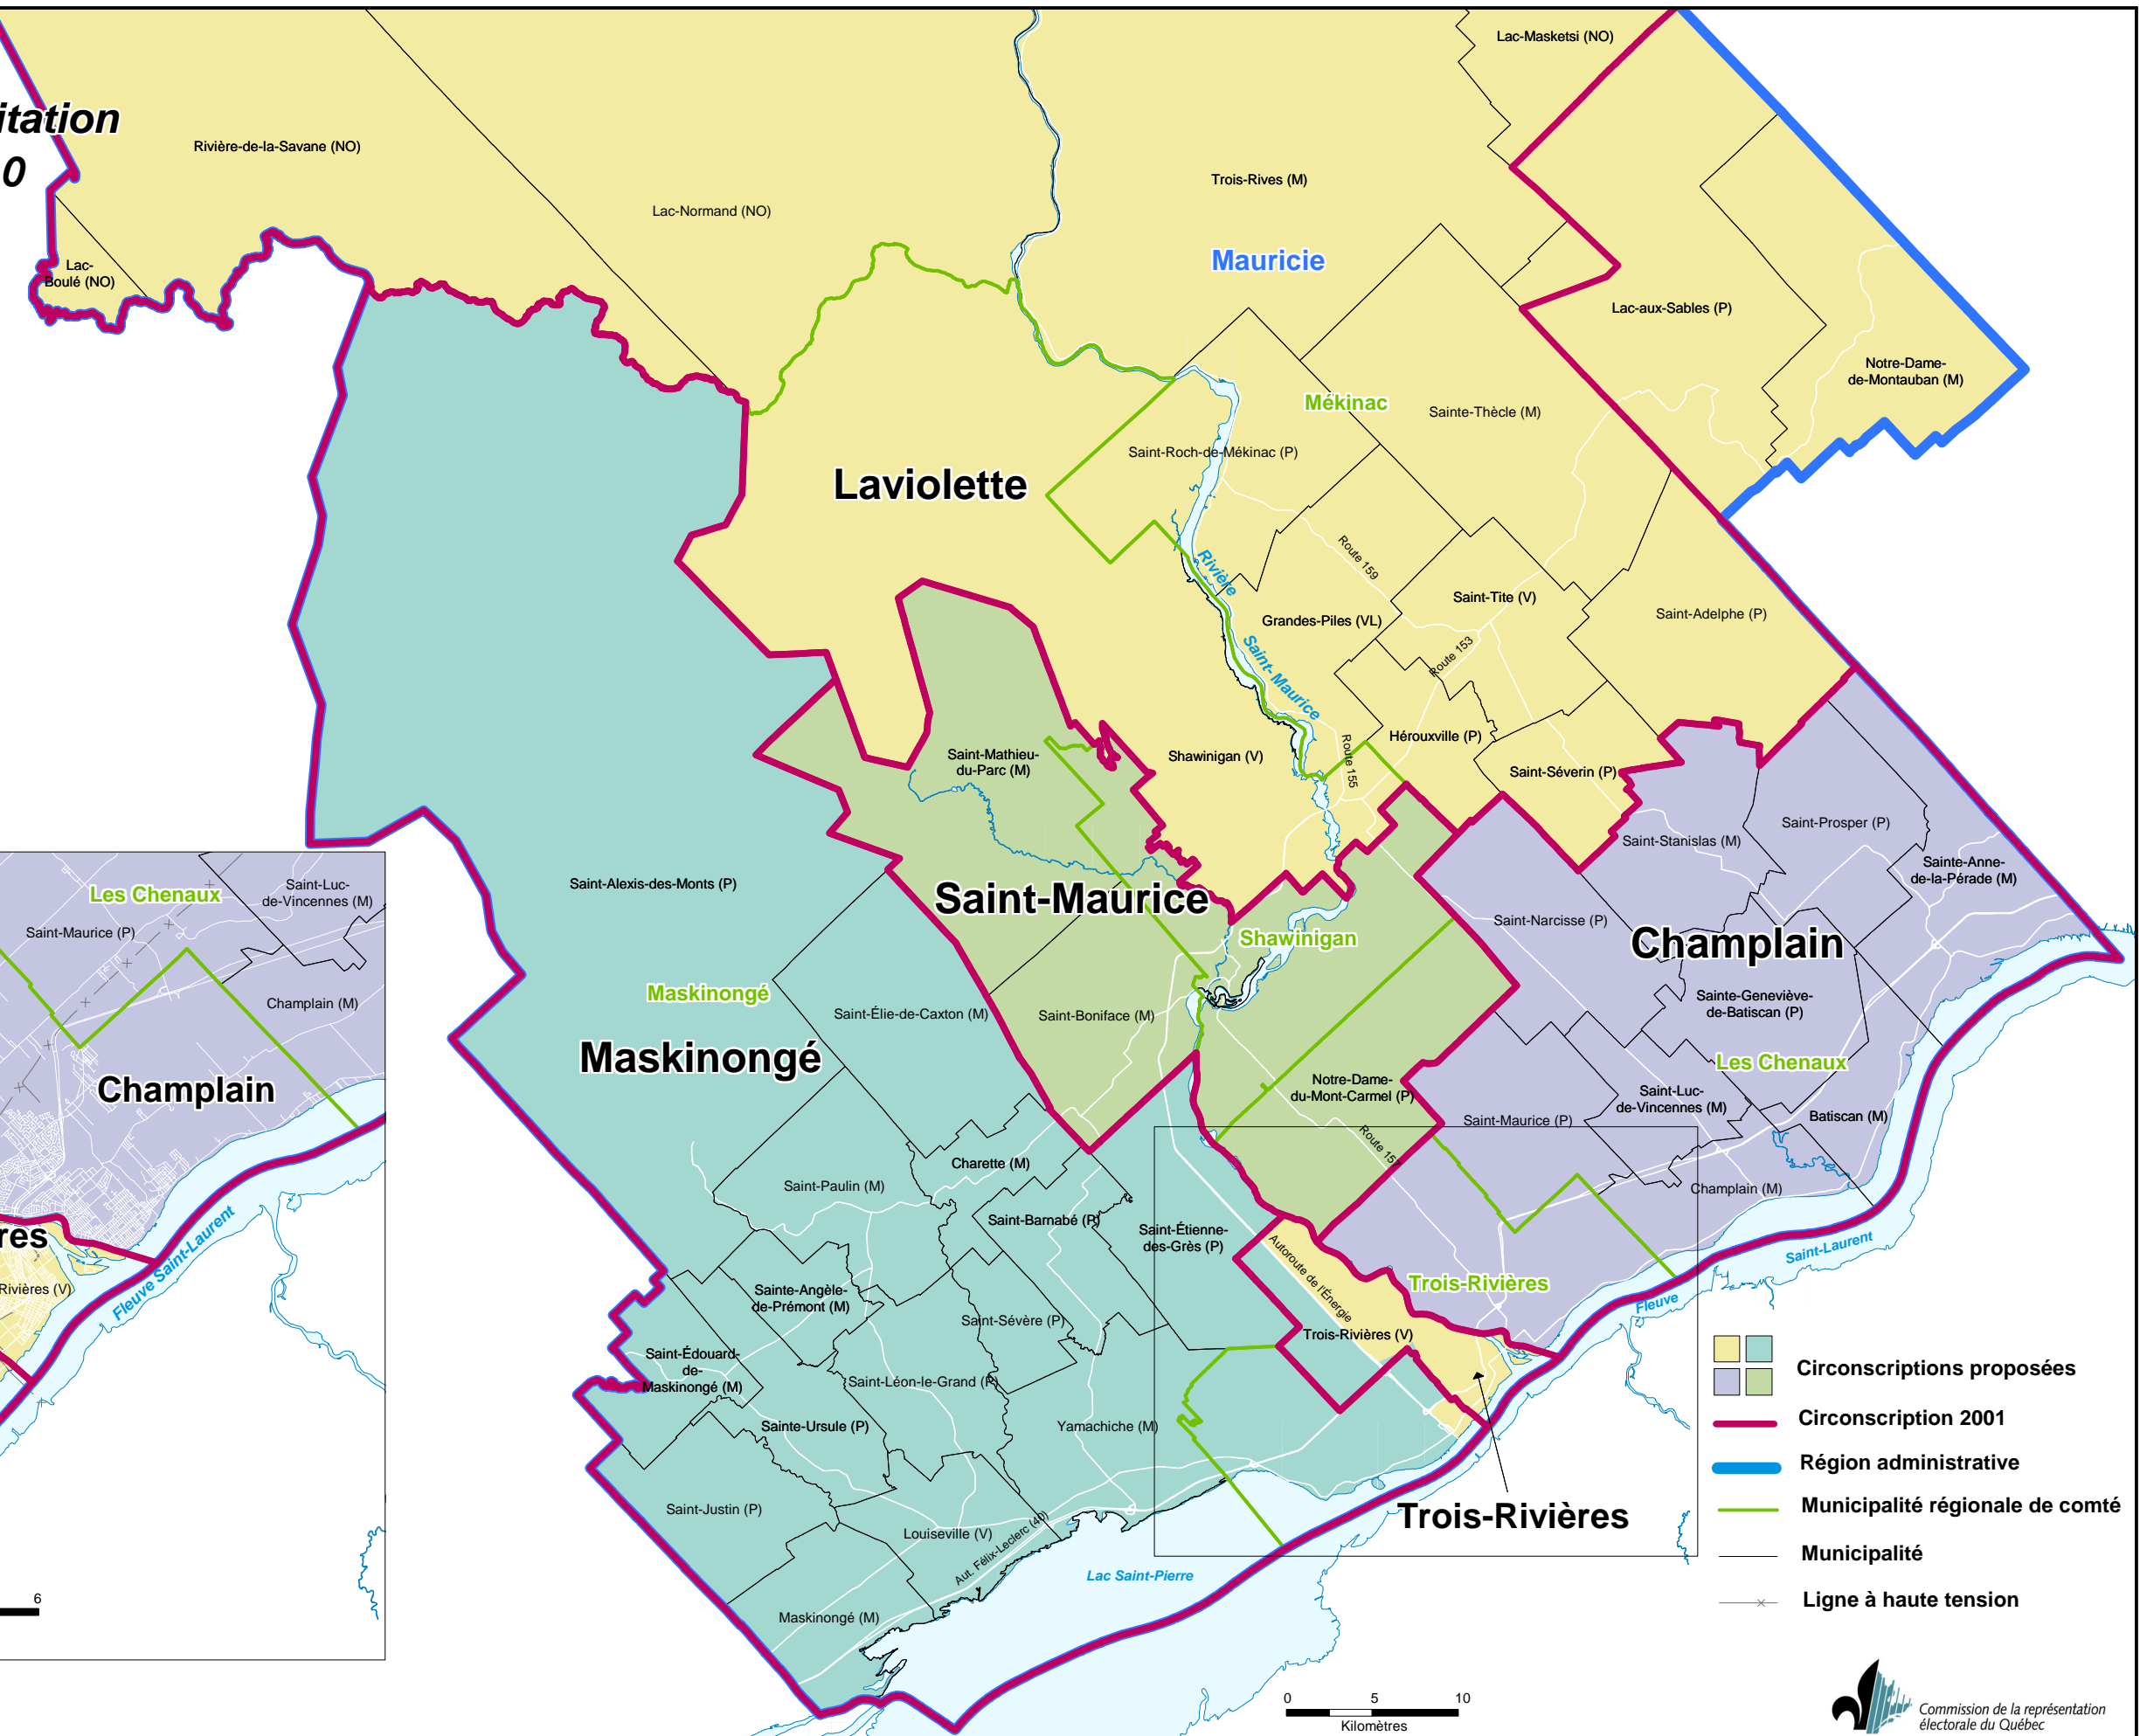 itation
0
Rivière-de-la-Savane (NO)
Lac-
Boulé (NO)
Lac-Normand (NO)
Trois-Rives (M)
Lac-Masketsi (NO)
Mauricie
Lac-aux-Sables (P)
Notre-Dame-
de-Montauban (M)
Mékinac
Sainte-Thècle (M)
Saint-Roch-de-Mékinac (P)
Laviolette
Rivière
Saint-Maurice
Route 159
Saint-Tite (V)
Grandes-Piles (VL)
Saint-Adelphe (P)
Route 153
Hérouxville (P)
Route 155
Saint-Séverin (P)
Shawinigan (V)
Saint-Mathieu-
du-Parc (M)
Saint-Stanislas (M)
Saint-Prosper (P)
Sainte-Anne-
de-la-Pérade (M)
Saint-Alexis-des-Monts (P)
Saint-Maurice
Shawinigan
Saint-Narcisse (P)
Champlain
Maskinongé
Saint-Élie-de-Caxton (M)
Saint-Boniface (M)
Maskinongé
Sainte-Geneviève-
de-Batiscan (P)
Les Chenaux
Notre-Dame-
du-Mont-Carmel (P)
Saint-Luc-
de-Vincennes (M)
Saint-Maurice (P)
Batiscan (M)
Route 157
Champlain (M)
Charette (M)
Saint-Paulin (M)
Saint-Barnabé (P)
Saint-Étienne-
des-Grès (P)
Autoroute de l'Énergie
Trois-Rivières
Saint-Laurent
Fleuve
Sainte-Angèle-
de-Prémont (M)
Saint-Sévère (P)
Trois-Rivières (V)
Saint-Édouard-
de-
Maskinongé (M)
Saint-Léon-le-Grand (P)
Sainte-Ursule (P)
Yamachiche (M)
Saint-Justin (P)
Louiseville (V)
Aut. Félix-Leclerc (40)
Trois-Rivières
Lac Saint-Pierre
Maskinongé (M)
0 5 10
Kilomètres
Les Chenaux
Saint-Luc-
de-Vincennes (M)
Saint-Maurice (P)
Champlain (M)
Champlain
res
Rivières (V)
Fleuve Saint-Laurent
6
Circonscriptions proposées
Circonscription 2001
Région administrative
Municipalité régionale de comté
Municipalité
Ligne à haute tension
Commission de la représentation
électorale du Québec